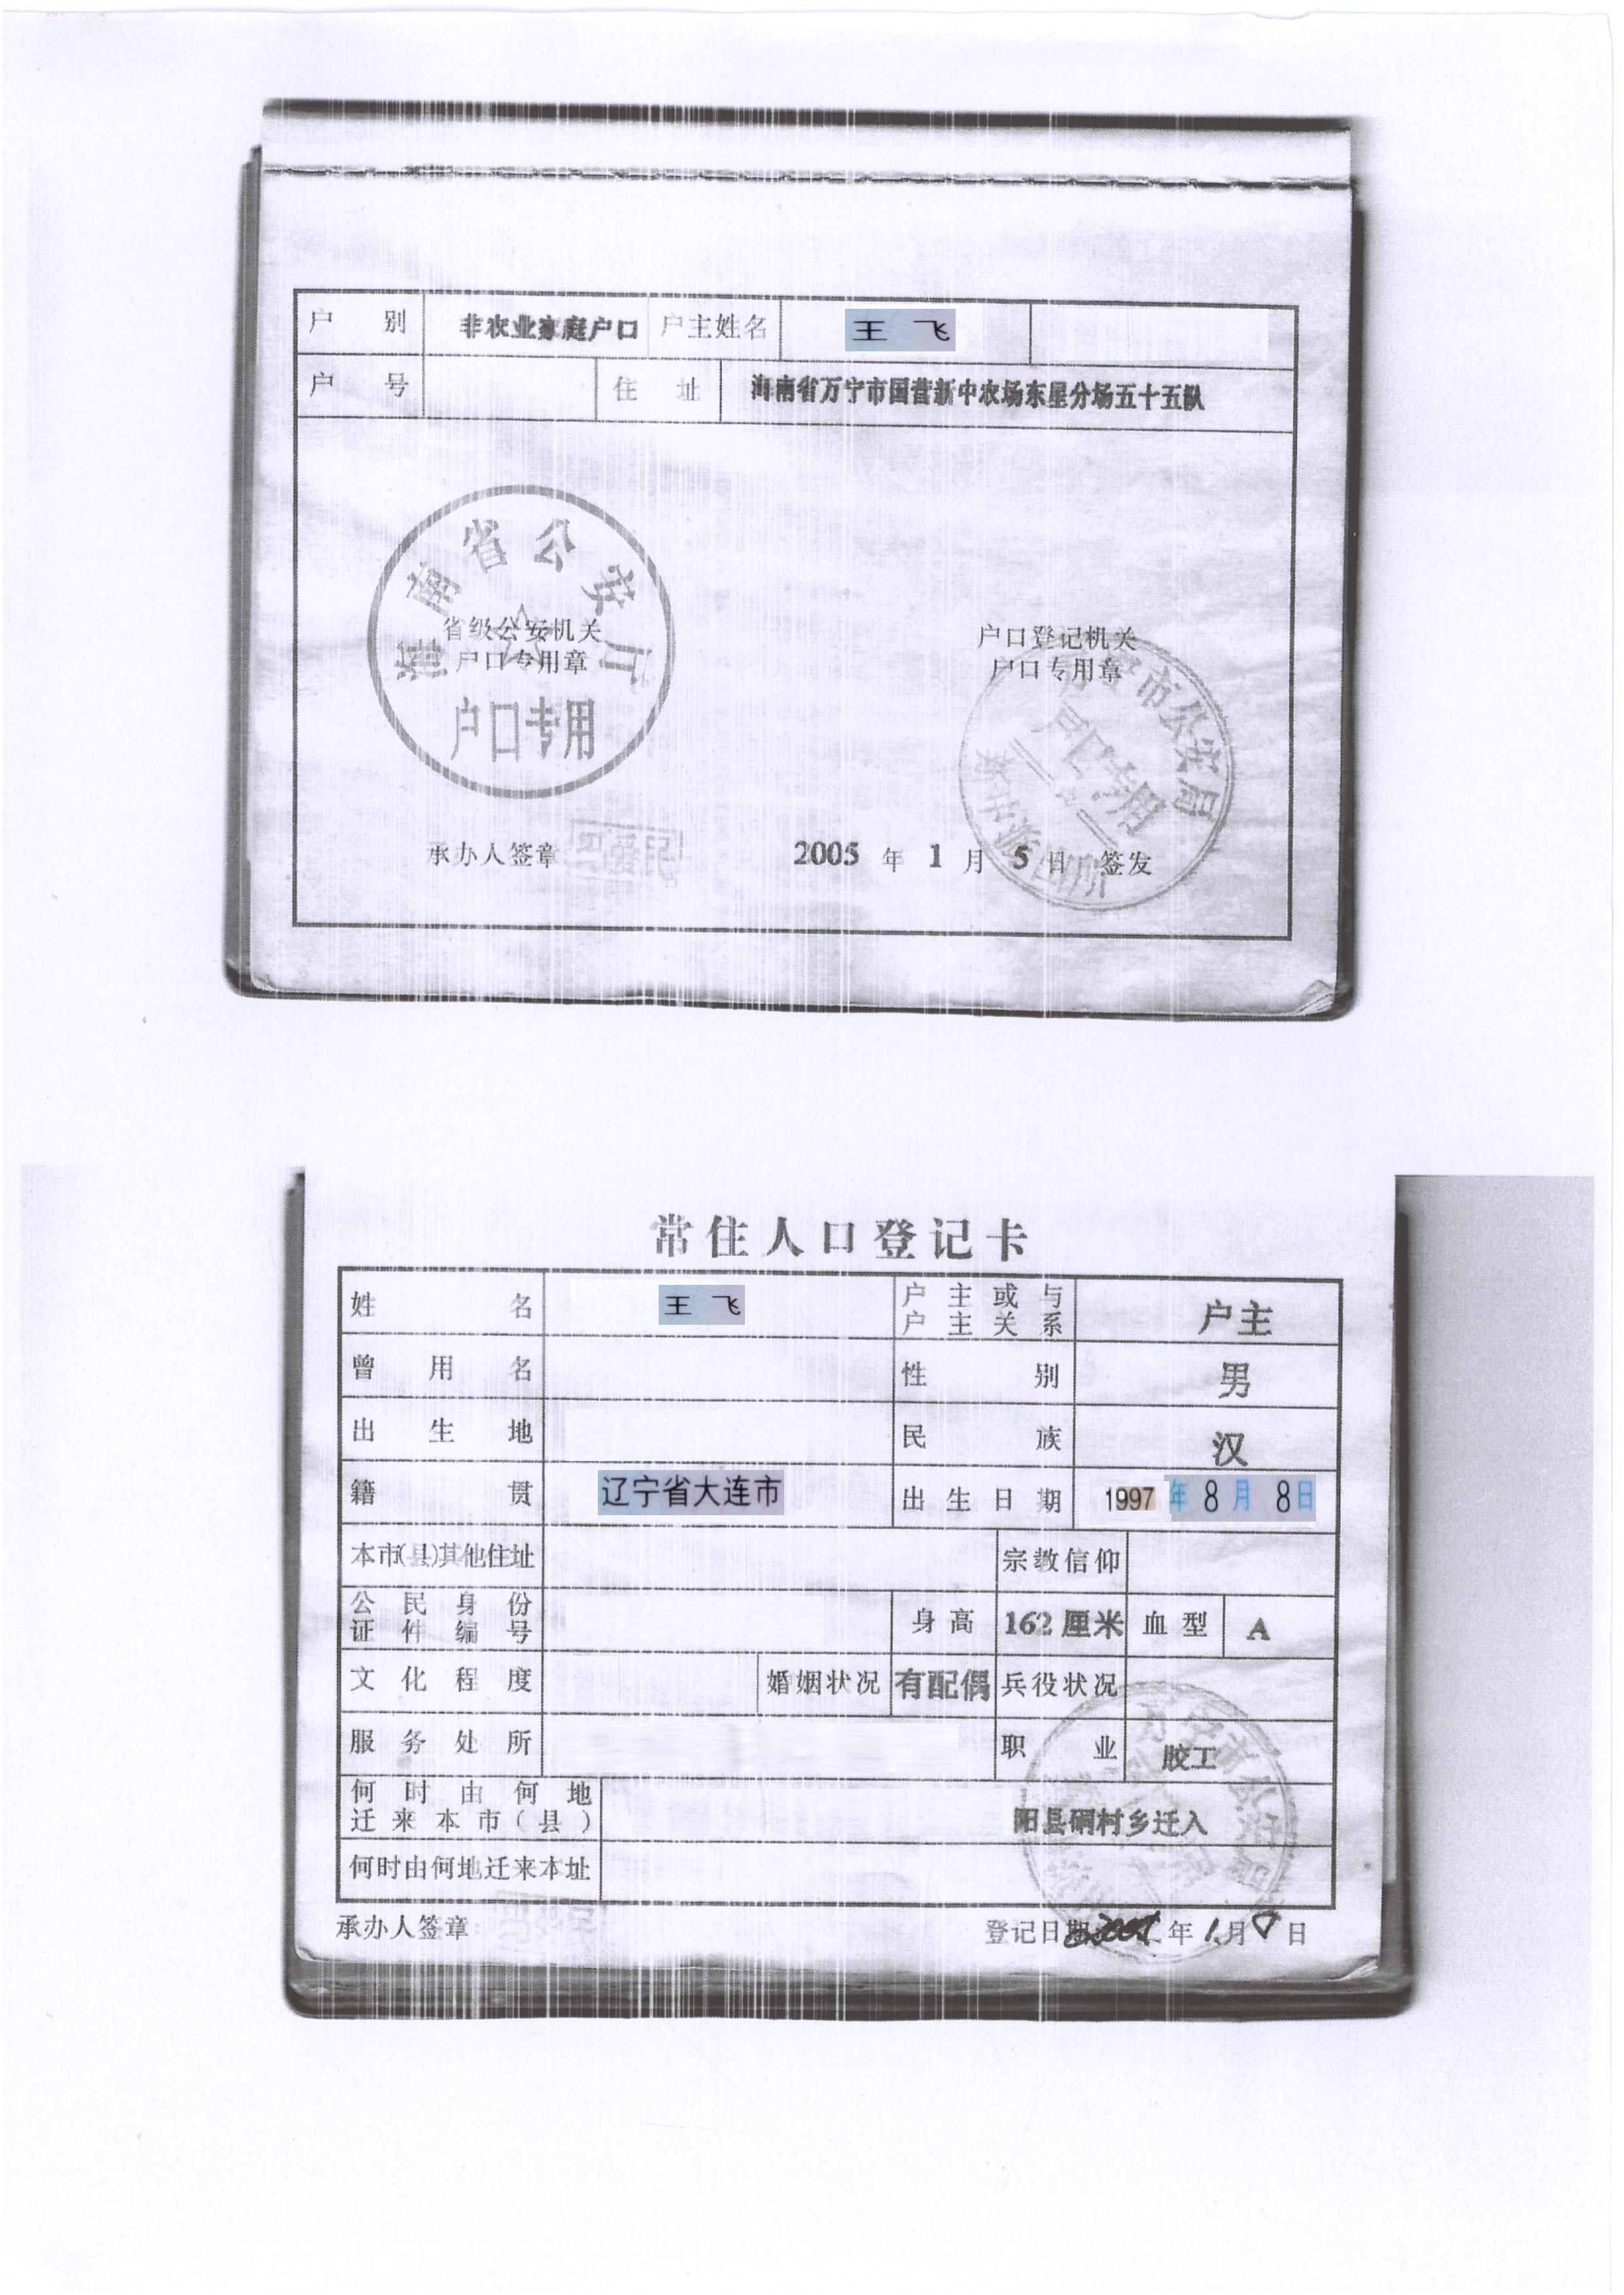 户别 非农业家庭户口 户主姓名 王飞
户号 住址 海南省万宁市国营新中农场东星分场五十五队
海南省公安厅
省级公安机关
户口专用章
户口专用
户口登记机关
户口专用章
宁市公安局
户口专用
承办人签章 2005 年 1 月 5 日 签发
常住人口登记卡
姓名 王飞 户主或与户主关系 户主
曾用名 性别 男
出生地 民族 汉
籍贯 辽宁省大连市 出生日期 1997年8月8日
本市(县)其他住址 宗教信仰
公民身份证件编号 身高 162厘米 血型 A
文化程度 婚姻状况 有配偶 兵役状况
服务处所 职业 胶工
何时由何地迁来本市(县) 阳县硐村乡迁入
何时由何地迁来本址
承办人签章 登记日期 年1月 日